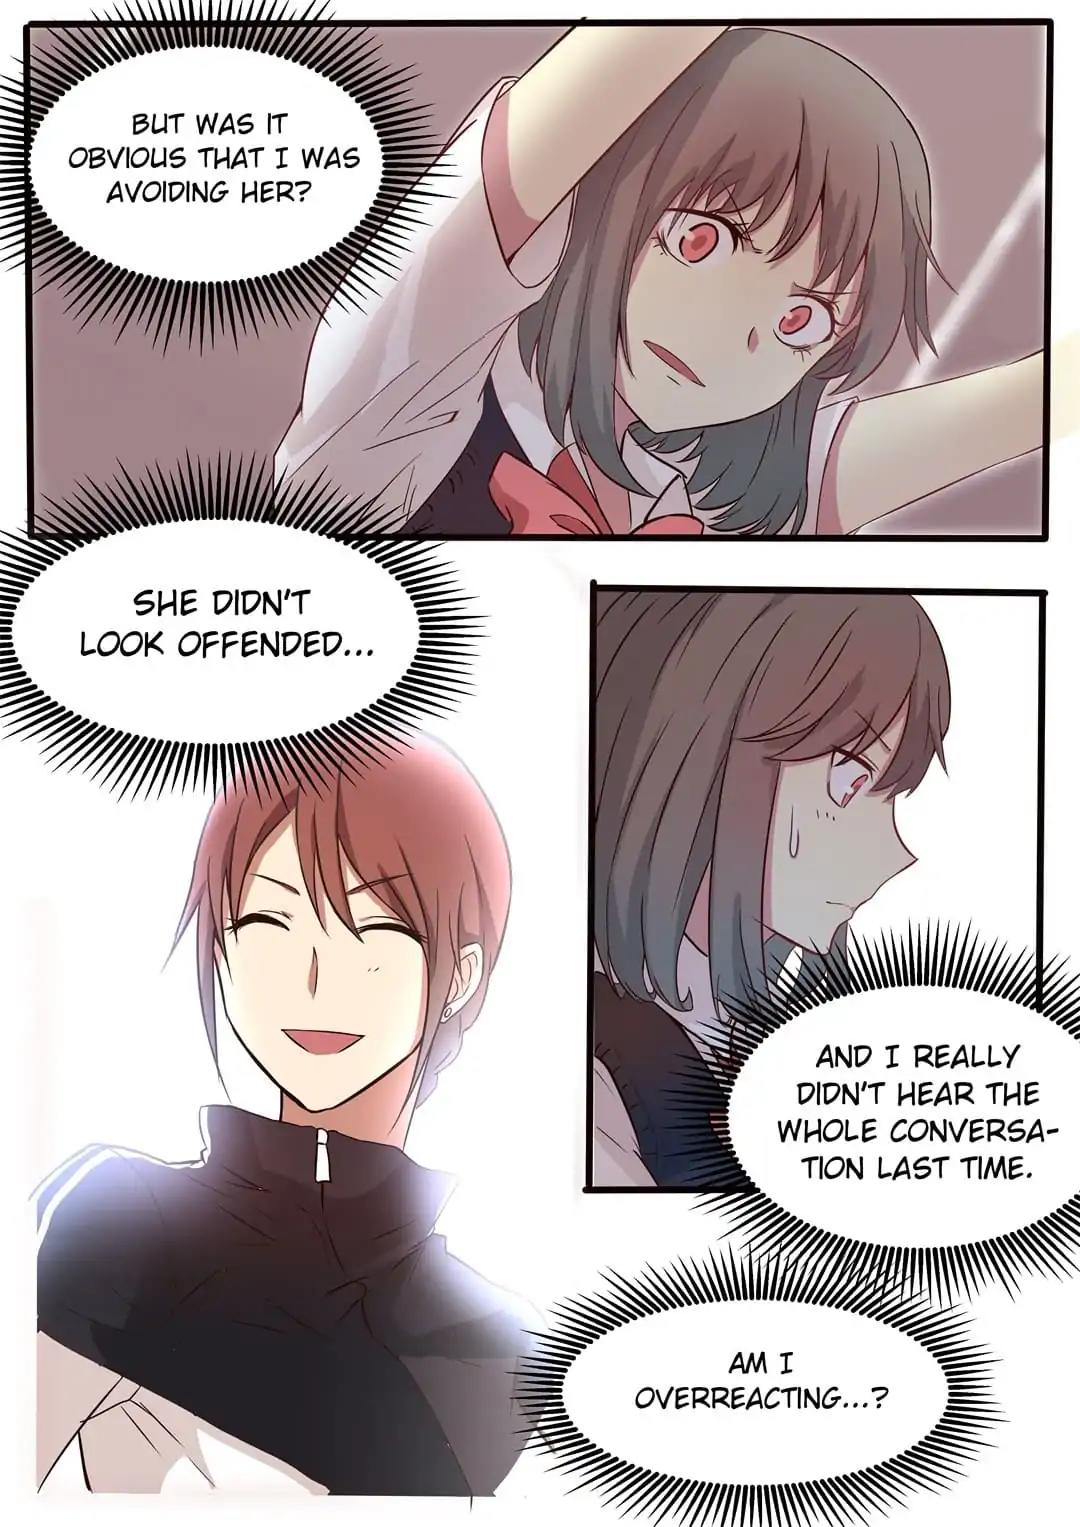 BUT WAS IT
OBVIOUS THAT I WAS
AVOIDING HER?
SHE DIDN'T
LOOK OFFENDED...
AND I REALLY
DIDN'T HEAR THE
WHOLE CONVERSA-
TION LAST TIME.
AM I
OVERREACTING...?